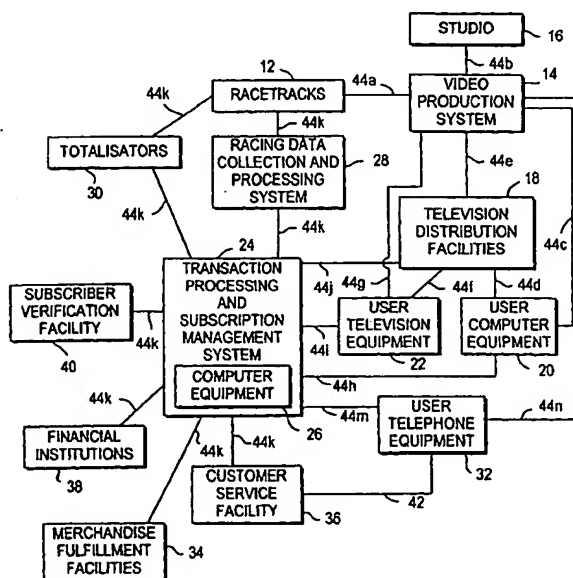 STUDIO
16
44b
12
44a
VIDEO
PRODUCTION
SYSTEM
14
44k
RACETRACKS
44k
TOTALISATORS
30
RACING DATA
COLLECTION AND
PROCESSING
SYSTEM
28
44e
18
44k
44k
TELEVISION
DISTRIBUTION
FACILITIES
44c
24
TRANSACTION
PROCESSING
AND
SUBSCRIPTION
MANAGEMENT
SYSTEM
44j
44g
44f
44d
SUBSCRIBER
VERIFICATION
FACILITY
40
44k
44i
USER
TELEVISION
EQUIPMENT
22
USER
COMPUTER
EQUIPMENT
20
COMPUTER
EQUIPMENT
26
44h
44m
44n
44k
FINANCIAL
INSTITUTIONS
38
44k
44k
USER
TELEPHONE
EQUIPMENT
32
CUSTOMER
SERVICE
FACILITY
36
42
MERCHANDISE
FULFILLMENT
FACILITIES
34